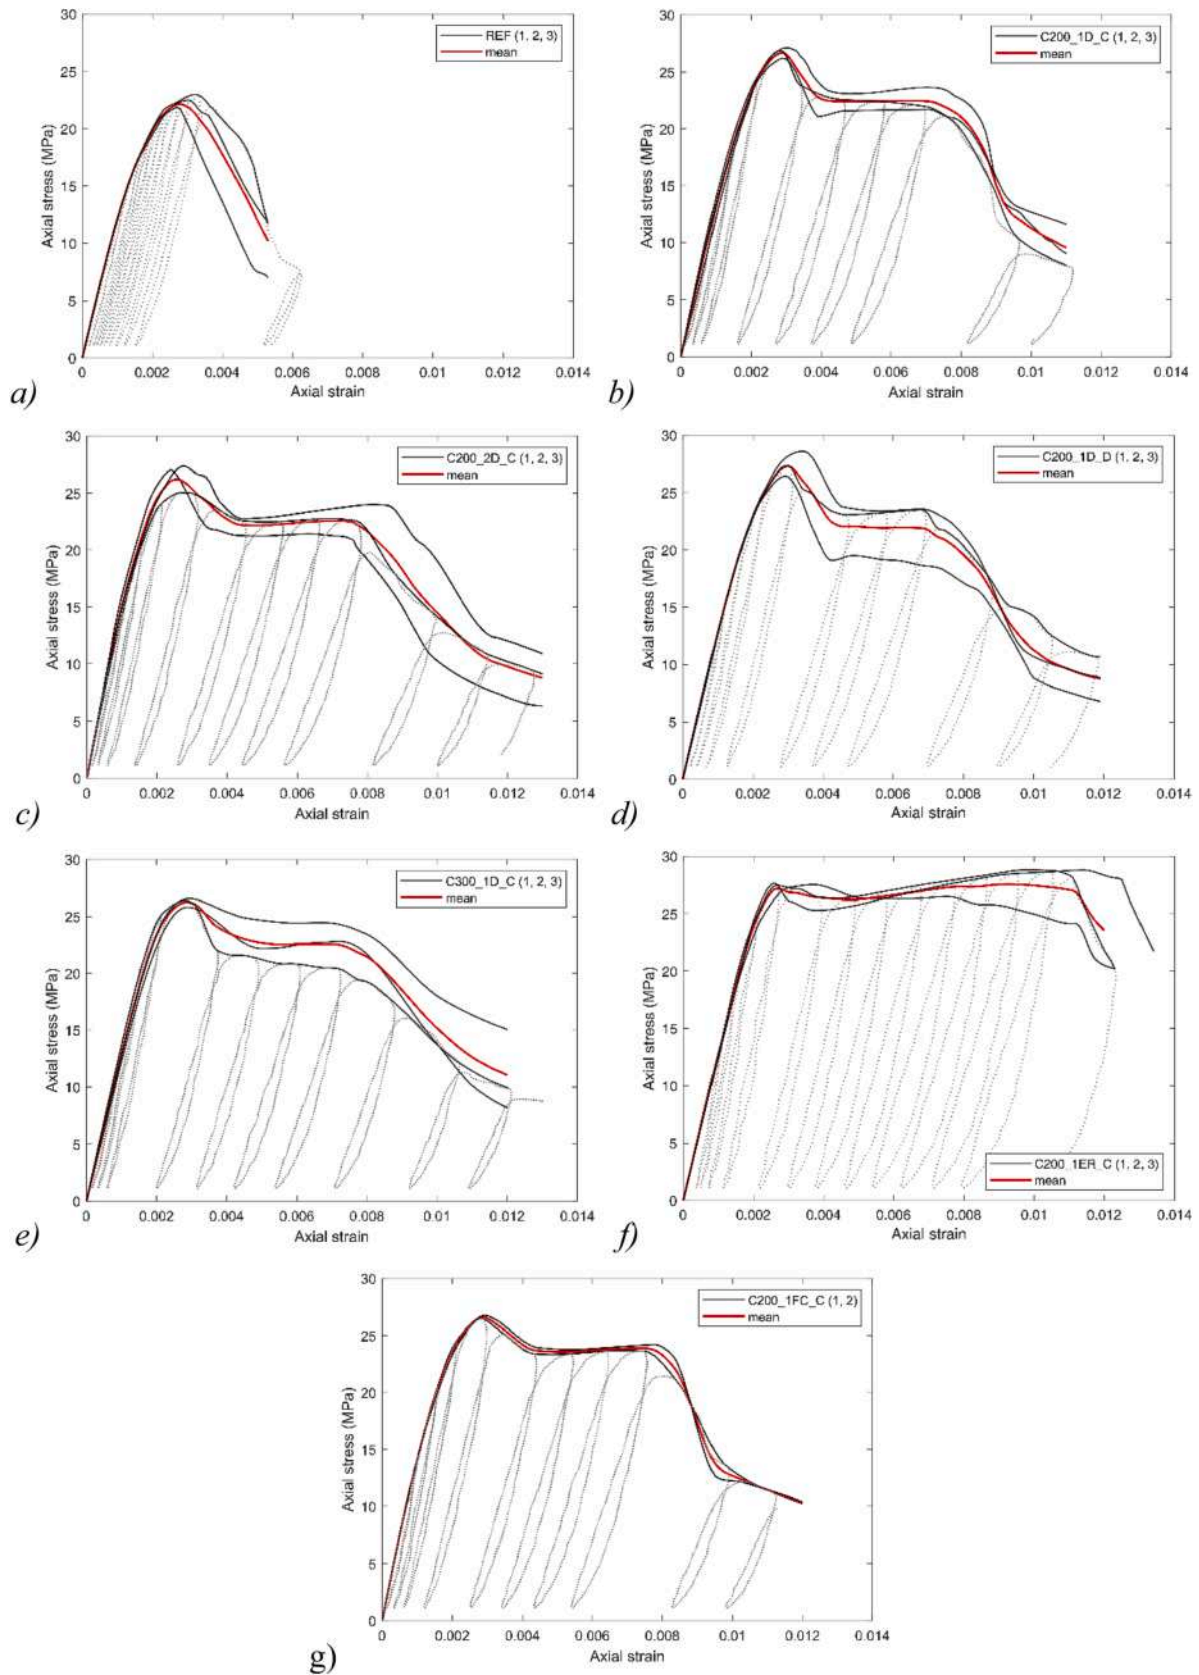 30
25
20
15
10
5
0
Axial stress (MPa)
REF (1, 2, 3)
mean
0 0.002 0.004 0.006 0.008 0.01 0.012 0.014
Axial strain
a)
30
25
20
15
10
5
0
Axial stress (MPa)
C200_1D_C (1, 2, 3)
mean
0 0.002 0.004 0.006 0.008 0.01 0.012 0.014
Axial strain
b)
30
25
20
15
10
5
0
Axial stress (MPa)
C200_2D_C (1, 2, 3)
mean
0 0.002 0.004 0.006 0.008 0.01 0.012 0.014
Axial strain
c)
30
25
20
15
10
5
0
Axial stress (MPa)
C200_1D_D (1, 2, 3)
mean
0 0.002 0.004 0.006 0.008 0.01 0.012 0.014
Axial strain
d)
30
25
20
15
10
5
0
Axial stress (MPa)
C300_1D_C (1, 2, 3)
mean
0 0.002 0.004 0.006 0.008 0.01 0.012 0.014
Axial strain
e)
30
25
20
15
10
5
0
Axial stress (MPa)
C200_1ER_C (1, 2, 3)
mean
0 0.002 0.004 0.006 0.008 0.01 0.012 0.014
Axial strain
f)
30
25
20
15
10
5
0
Axial stress (MPa)
C200_1FC_C (1, 2)
mean
0 0.002 0.004 0.006 0.008 0.01 0.012 0.014
Axial strain
g)